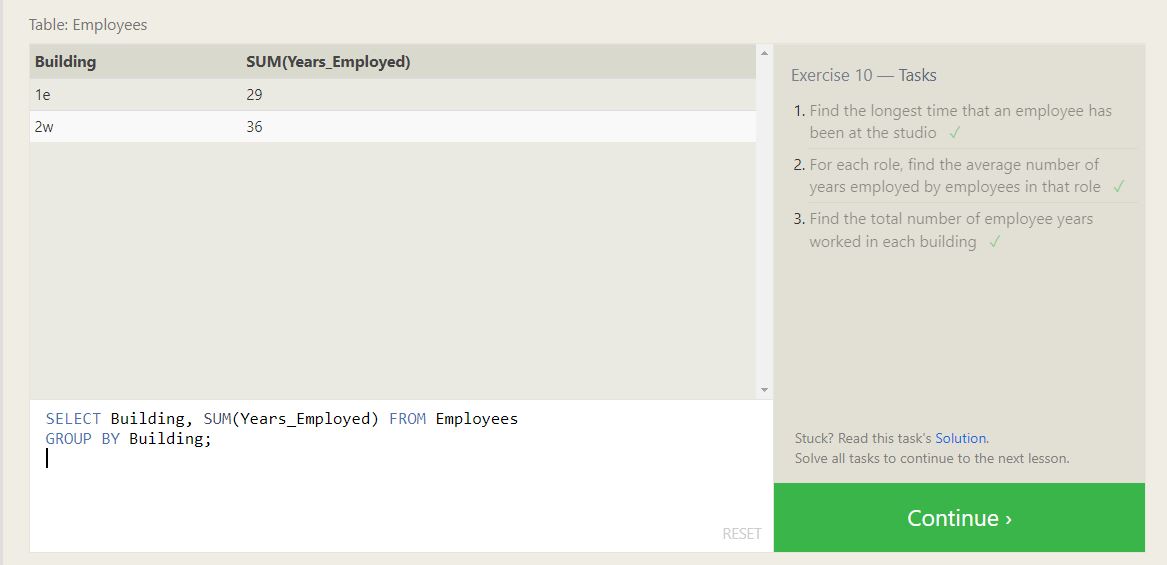 Table: Employees
Building SUM(Years_Employed)
1e 29
2w 36
SELECT Building, SUM(Years_Employed) FROM Employees
GROUP BY Building;
RESET
Exercise 10 — Tasks
1. Find the longest time that an employee has
been at the studio ✓
2. For each role, find the average number of
years employed by employees in that role ✓
3. Find the total number of employee years
worked in each building ✓
Stuck? Read this task's Solution.
Solve all tasks to continue to the next lesson.
Continue ›